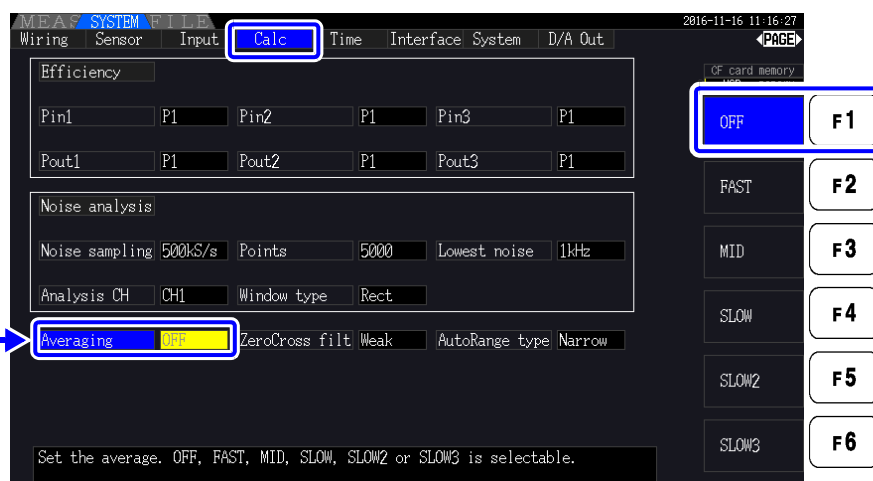 MEAS SYSTEM FILE 2016-11-16 11:16:27
Wiring Sensor Input Calc Time Interface System D/A Out PAGE
Efficiency
CF card memory
Pin1 P1 Pin2 P1 Pin3 P1
OFF F1
Pout1 P1 Pout2 P1 Pout3 P1
FAST F2
Noise analysis
Noise sampling 500kS/s Points 5000 Lowest noise 1kHz
MID F3
Analysis CH CH1 Window type Rect
SLOW F4
Averaging OFF ZeroCross filt Weak AutoRange type Narrow
SLOW2 F5
SLOW3 F6
Set the average. OFF, FAST, MID, SLOW, SLOW2 or SLOW3 is selectable.